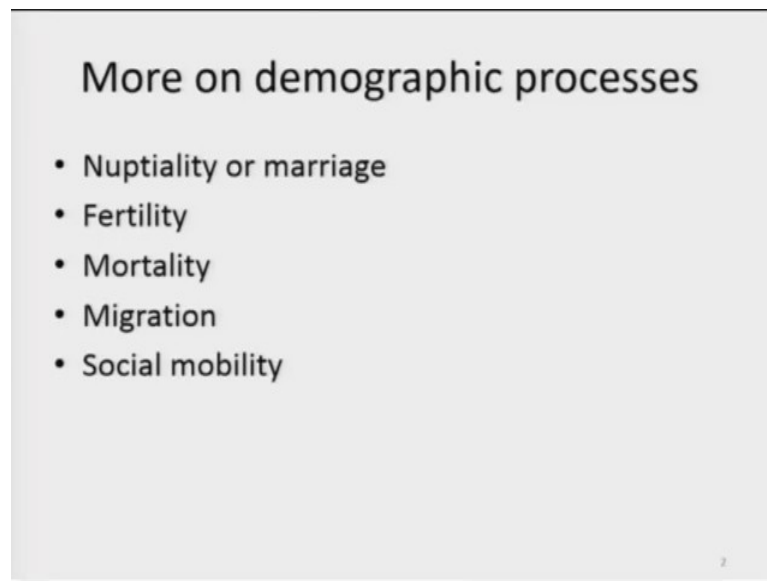 More on demographic processes
• Nuptiality or marriage
• Fertility
• Mortality
• Migration
• Social mobility
2